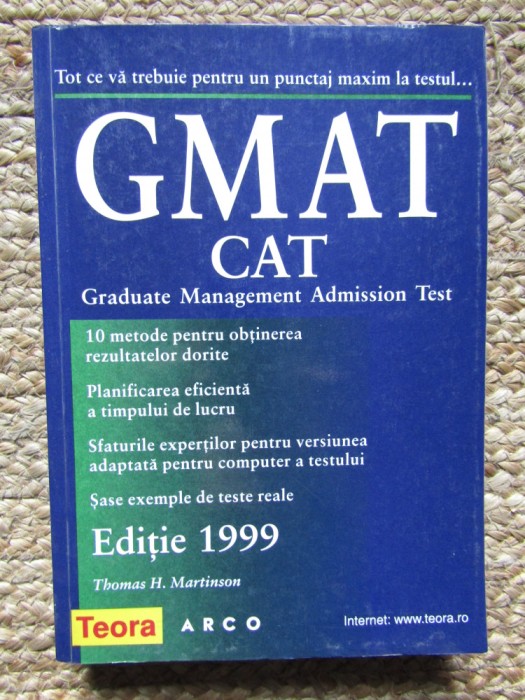 Tot ce vă trebuie pentru un punctaj maxim la testul...
GMAT
CAT
Graduate Management Admission Test
10 metode pentru obținerea
rezultatelor dorite
Planificarea eficientă
a timpului de lucru
Sfaturile experților pentru versiunea
adaptată pentru computer a testului
Șase exemple de teste reale
Ediție 1999
Thomas H. Martinson
Teora ARCO Internet: www.teora.ro